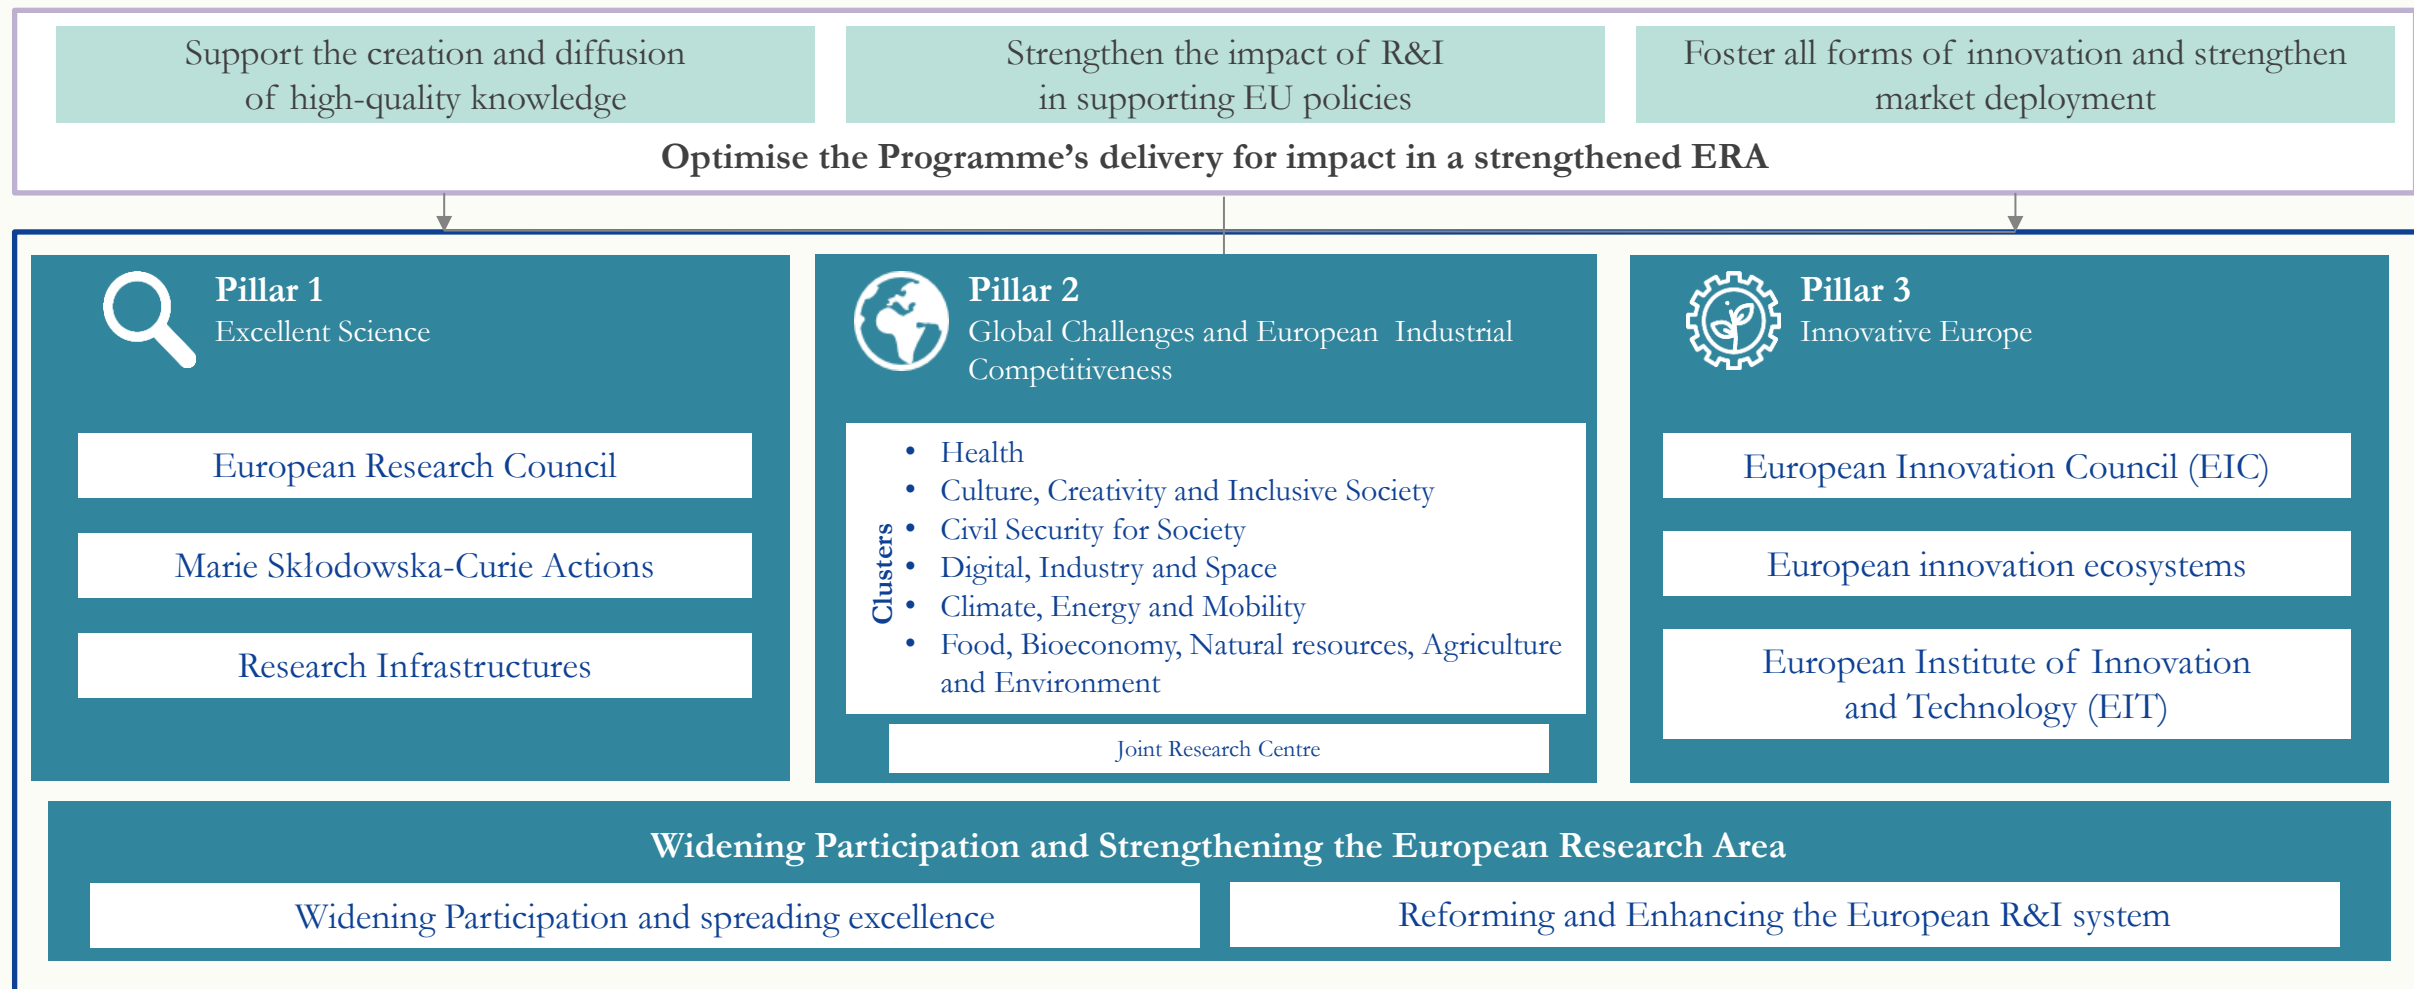 Support the creation and diffusion
of high-quality knowledge
Strengthen the impact of R&I
in supporting EU policies
Foster all forms of innovation and strengthen
market deployment
Optimise the Programme's delivery for impact in a strengthened ERA
Pillar 1
Excellent Science
European Research Council
Marie Skłodowska-Curie Actions
Research Infrastructures
Pillar 2
Global Challenges and European Industrial
Competitiveness
Clusters
• Health
• Culture, Creativity and Inclusive Society
• Civil Security for Society
• Digital, Industry and Space
• Climate, Energy and Mobility
• Food, Bioeconomy, Natural resources, Agriculture
and Environment
Joint Research Centre
Pillar 3
Innovative Europe
European Innovation Council (EIC)
European innovation ecosystems
European Institute of Innovation
and Technology (EIT)
Widening Participation and Strengthening the European Research Area
Widening Participation and spreading excellence
Reforming and Enhancing the European R&I system